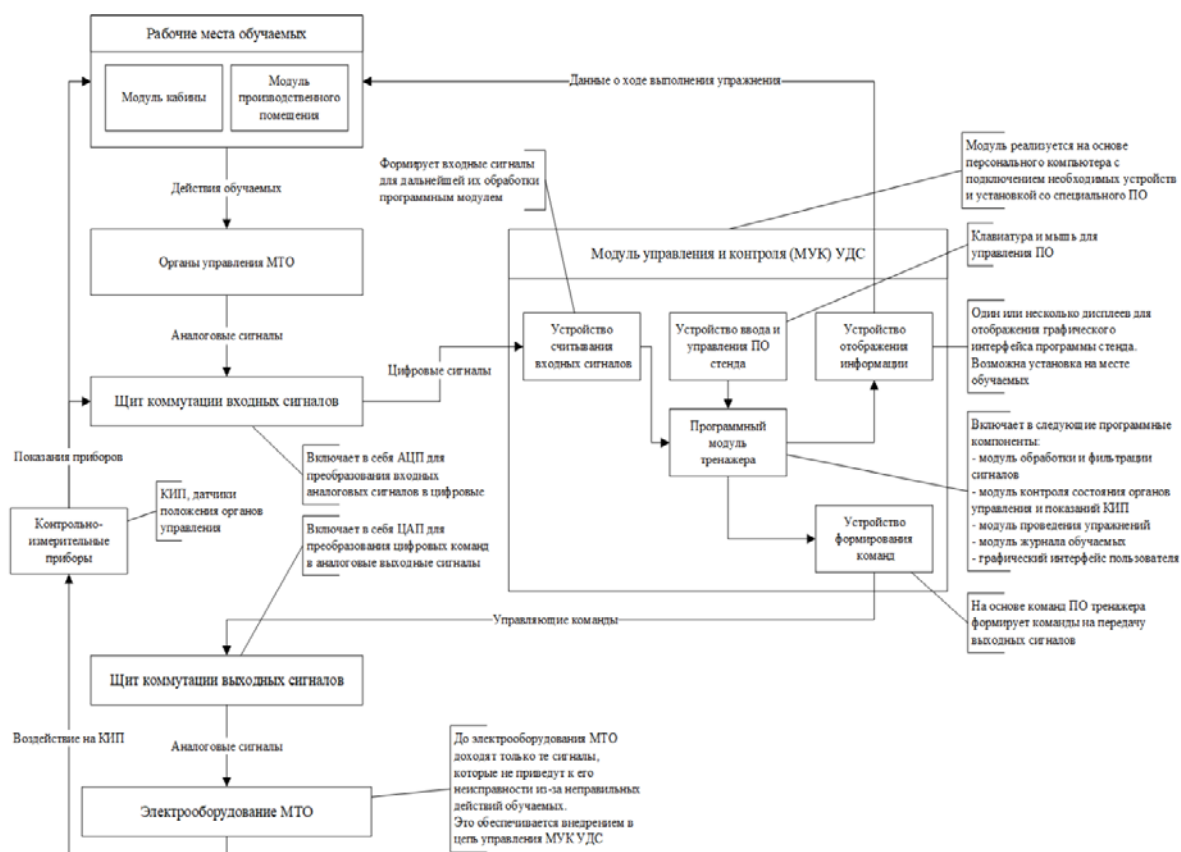 Рабочие места обучаемых
Модуль кабины
Модуль
производственного
помещения
Данные о ходе выполнения упражнения
Действия обучаемых
Формирует входные сигналы
для дальнейшей их обработки
программным модулем
Модуль реализуется на основе
персонального компьютера с
подключением необходимых устройств
и установкой со специального ПО
Органы управления МТО
Модуль управления и контроля (МУК) УДС
Клавиатура и мышь для
управления ПО
Аналоговые сигналы
Устройство
считывания
входных сигналов
Устройство ввода и
управления ПО
стенда
Устройство
отображения
информации
Один или несколько дисплеев для
отображения графического
интерфейса программы стенда.
Возможна установка на месте
обучаемых
Цифровые сигналы
Щит коммутации входных сигналов
Программный
модуль
тренажера
Включает в следующие программные
компоненты:
- модуль обработки и фильтрации
сигналов
- модуль контроля состояния органов
управления и показаний КИП
- модуль проведения упражнений
- модуль журнала обучаемых
- графический интерфейс пользователя
Показания приборов
Включает в себя АЦП для
преобразования входных
аналоговых сигналов в цифровые
КИП, датчики
положения органов
управления
Контрольно-
измерительные
приборы
Включает в себя ЦАП для
преобразования цифровых команд
в аналоговые выходные сигналы
Устройство
формирования
команд
На основе команд ПО тренажера
формирует команды на передачу
выходных сигналов
Управляющие команды
Щит коммутации выходных сигналов
Воздействие на КИП
Аналоговые сигналы
До электрооборудования МТО
доходят только те сигналы,
которые не приведут к его
неисправности из-за неправильных
действий обучаемых.
Это обеспечивается внедрением в
цепь управления МУК УДС
Электрооборудование МТО